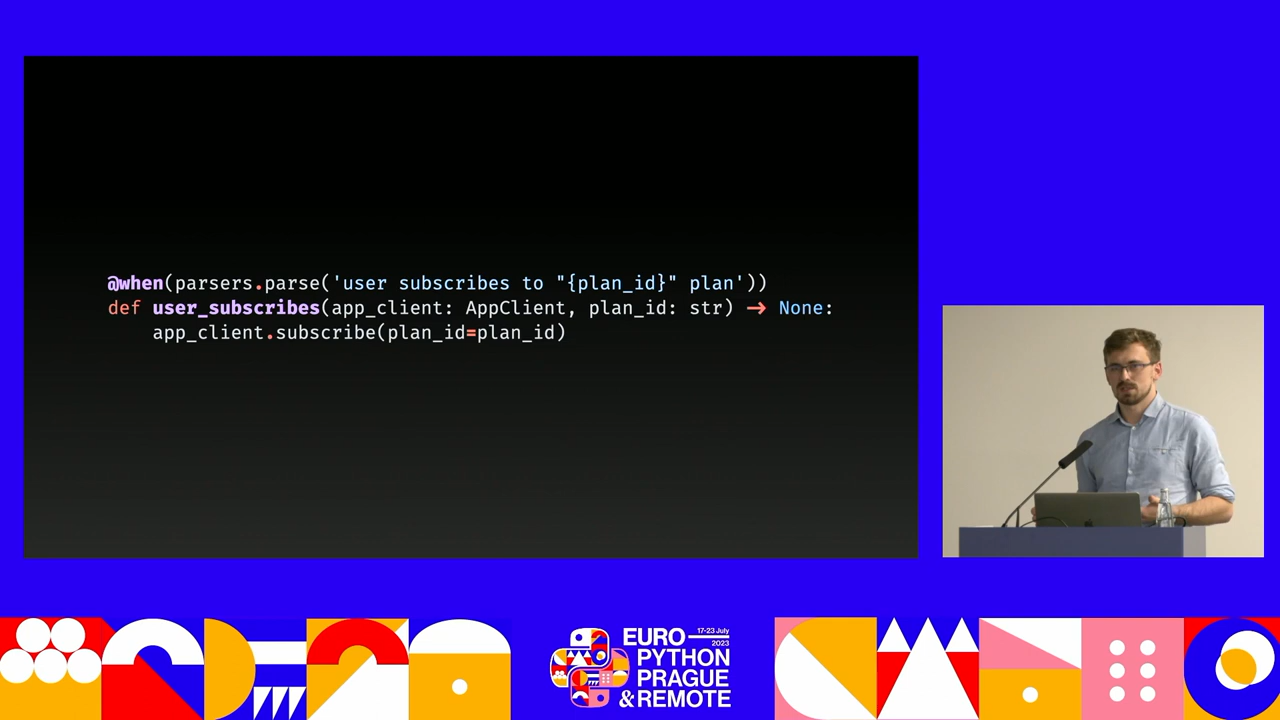 @when(parsers.parse('user subscribes to "{plan_id}" plan'))
def user_subscribes(app_client: AppClient, plan_id: str) -> None:
    app_client.subscribe(plan_id=plan_id)
EURO
17-23 July
2023
PYTHON
PRAGUE
&REMOTE